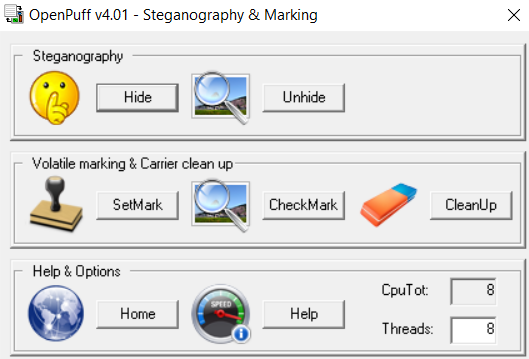 OpenPuff v4.01 - Steganography & Marking
Steganography
Hide
Unhide
Volatile marking & Carrier clean up
SetMark
CheckMark
CleanUp
Help & Options
Home
SPEED
i
Help
CpuTot: 8
Threads: 8